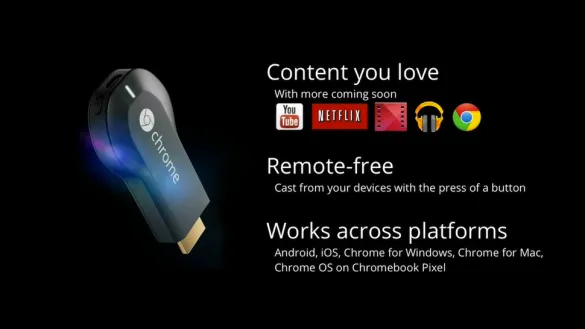 chrome
Content you love
With more coming soon
You
Tube
NETFLIX
Remote-free
Cast from your devices with the press of a button
Works across platforms
Android, iOS, Chrome for Windows, Chrome for Mac,
Chrome OS on Chromebook Pixel